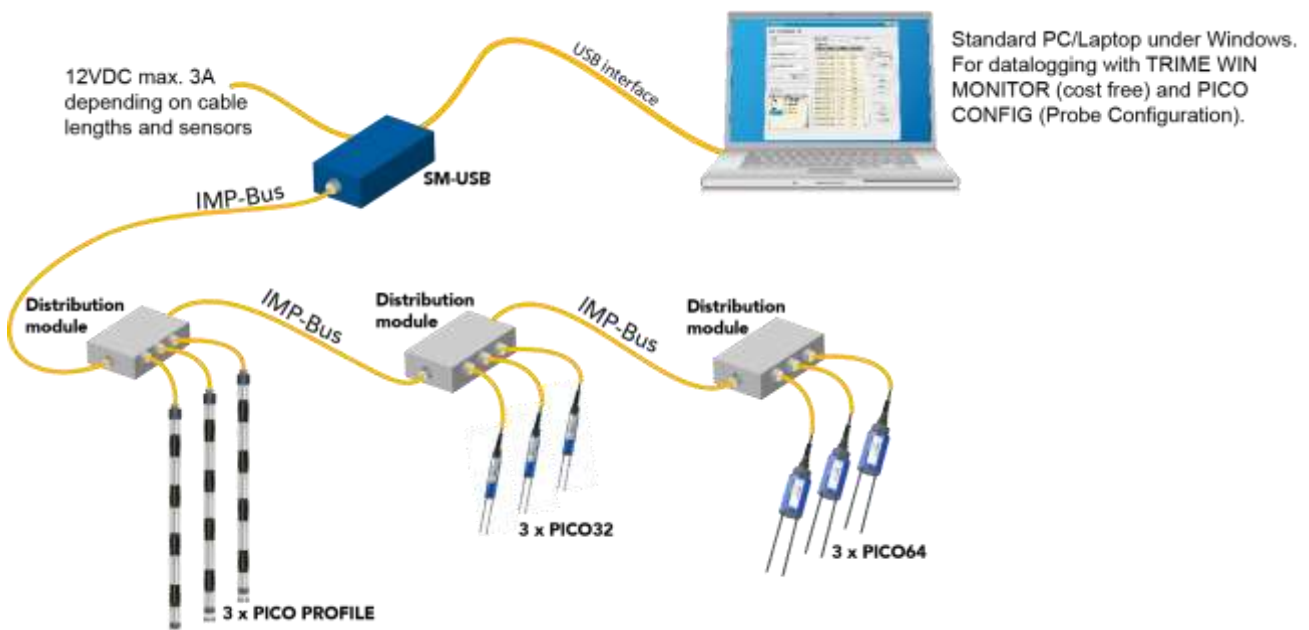 12VDC max. 3A
depending on cable
lengths and sensors
USB interface
Standard PC/Laptop under Windows.
For datalogging with TRIME WIN
MONITOR (cost free) and PICO
CONFIG (Probe Configuration).
SM-USB
IMP-Bus
Distribution
module
IMP-Bus
Distribution
module
IMP-Bus
Distribution
module
3 x PICO32
3 x PICO64
3 x PICO PROFILE